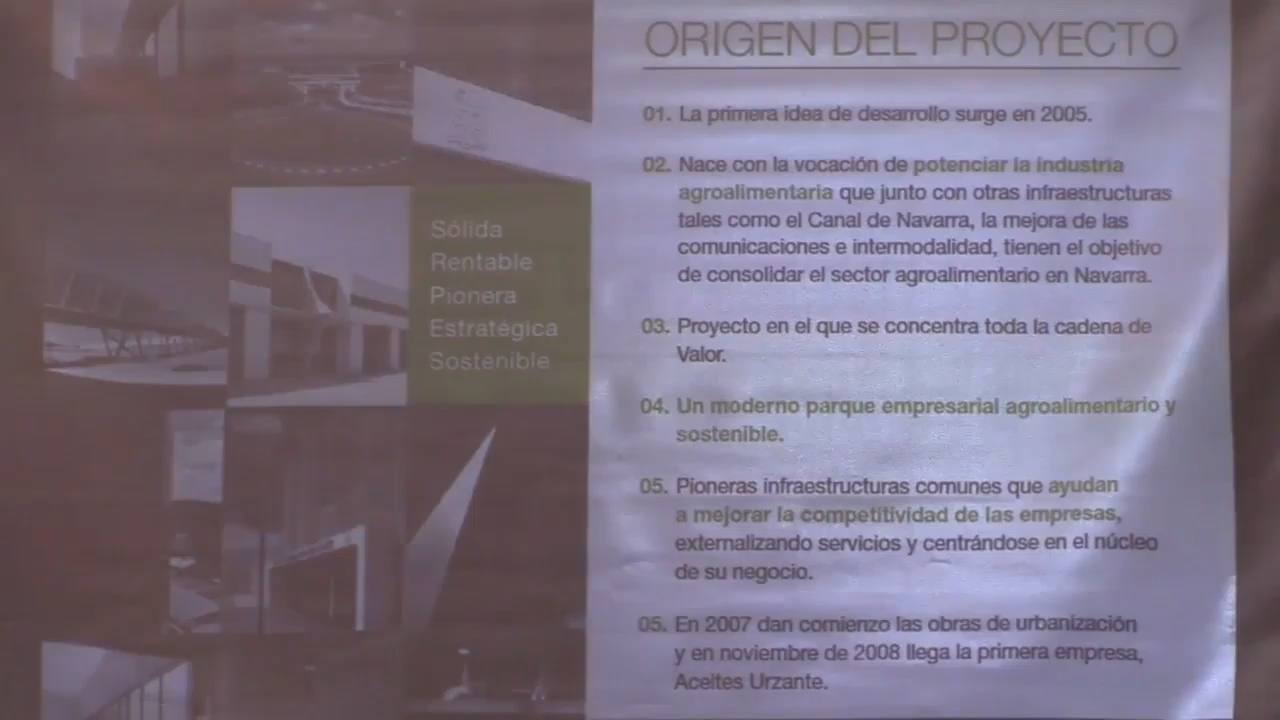 ORIGEN DEL PROYECTO
01. La primera idea de desarrollo surge en 2005.
02. Nace con la vocación de potenciar la industria
agroalimentaria que junto con otras infraestructuras
tales como el Canal de Navarra, la mejora de las
comunicaciones e intermodalidad, tienen el objetivo
de consolidar el sector agroalimentario en Navarra.
03. Proyecto en el que se concentra toda la cadena de
Valor.
04. Un moderno parque empresarial agroalimentario y
sostenible.
05. Pioneras infraestructuras comunes que ayudan
a mejorar la competitividad de las empresas,
externalizando servicios y centrándose en el núcleo
de su negocio.
05. En 2007 dan comienzo las obras de urbanización
y en noviembre de 2008 llega la primera empresa,
Aceites Urzante.
Sólida
Rentable
Pionera
Estratégica
Sostenible